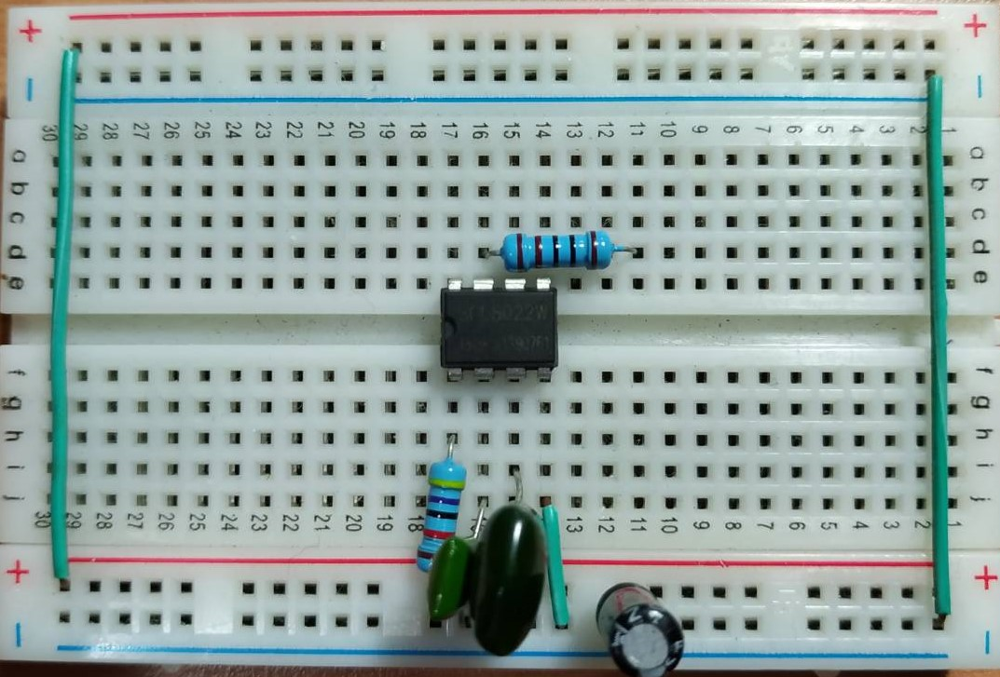 + +
− −
30 29 28 27 26 25 24 23 22 21 20 19 18 17 16 15 14 13 12 11 10 9 8 7 6 5 4 3 2 1
a a
b b
c c
d d
e e
f f
g g
h h
i i
j j
30 29 28 27 26 25 24 23 22 21 20 19 18 13 12 11 10 9 8 7 6 5 4 3 2 1
+ +
− −